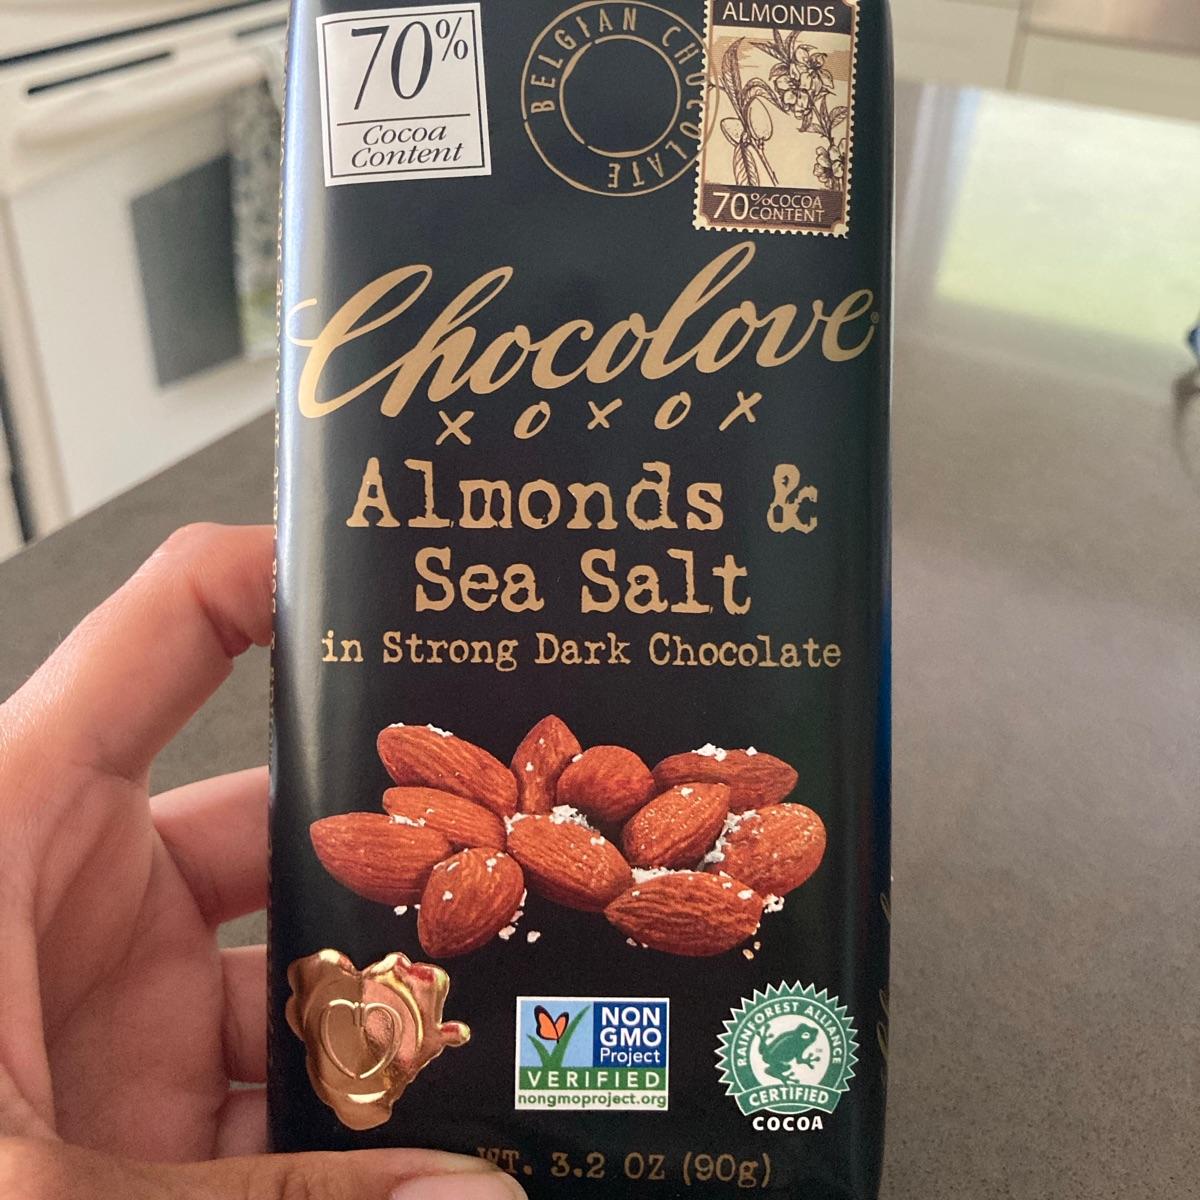 70%
Cocoa
Content
BELGIAN CHOCOLATE
ALMONDS
70% COCOA
CONTENT
Chocolove®
xoxox
Almonds &
Sea Salt
in Strong Dark Chocolate
NON
GMO
Project
VERIFIED
nongmoproject.org
RAINFOREST ALLIANCE
CERTIFIED
COCOA
WT. 3.2 OZ (90g)